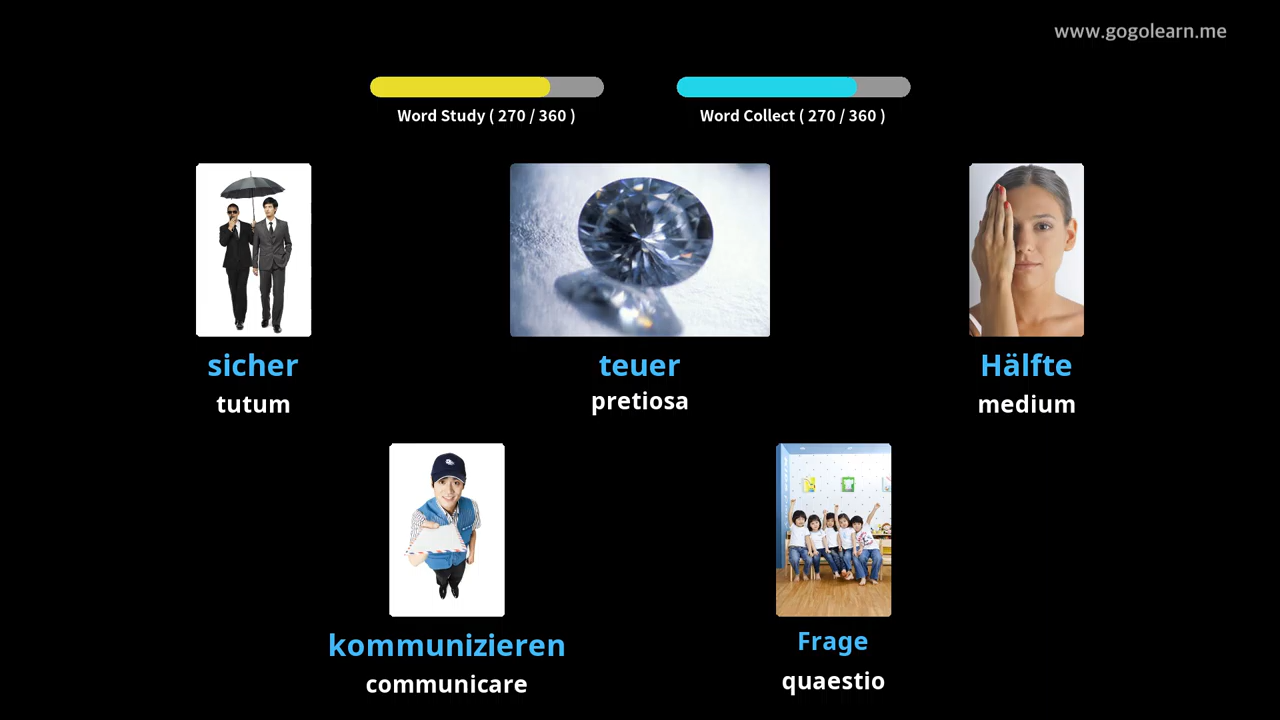 www.gogolearn.me
Word Study ( 270 / 360 )
Word Collect ( 270 / 360 )
sicher
tutum
teuer
pretiosa
Hälfte
medium
kommunizieren
communicare
Frage
quaestio